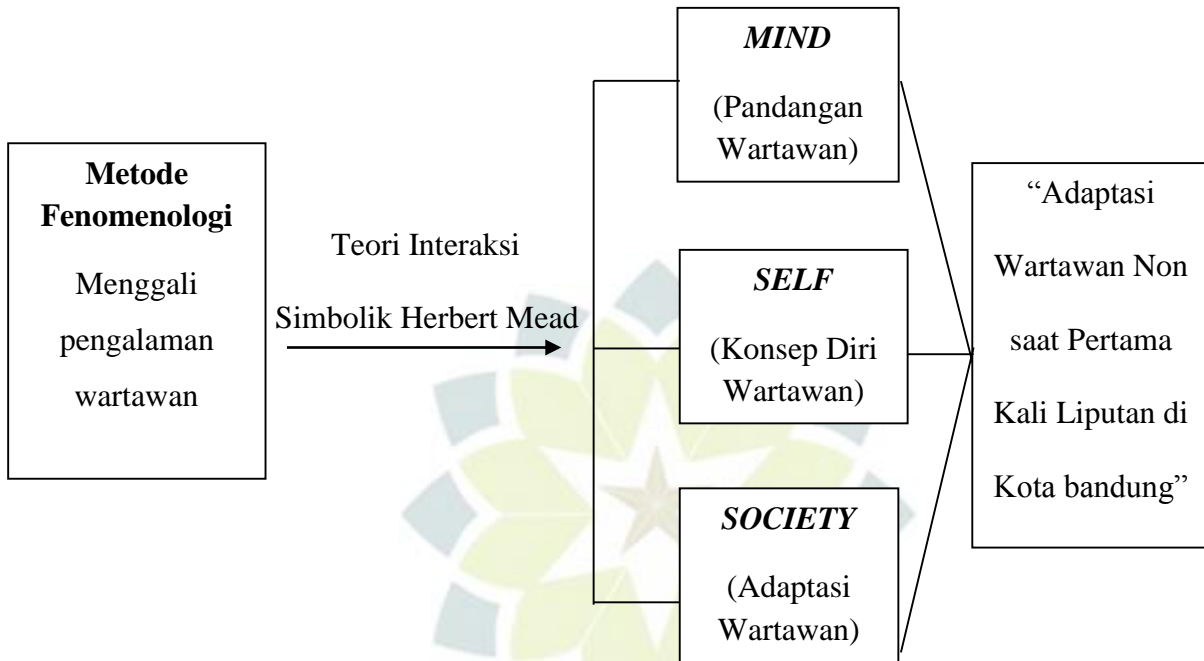 Metode
Fenomenologi
Menggali
pengalaman
wartawan
Teori Interaksi
Simbolik Herbert Mead
MIND
(Pandangan
Wartawan)
SELF
(Konsep Diri
Wartawan)
SOCIETY
(Adaptasi
Wartawan)
“Adaptasi
Wartawan Non
saat Pertama
Kali Liputan di
Kota bandung”